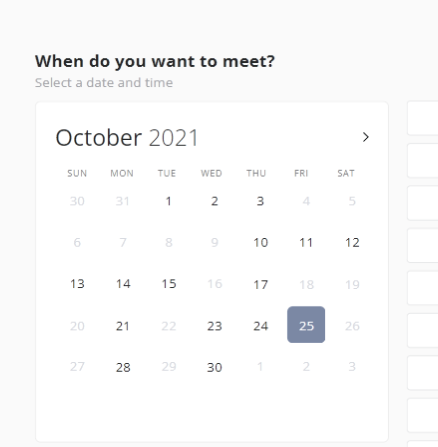 When do you want to meet?
Select a date and time
October 2021
SUN MON TUE WED THU FRI SAT
30 31 1 2 3 4 5
6 7 8 9 10 11 12
13 14 15 16 17 18 19
20 21 22 23 24 25 26
27 28 29 30 1 2 3